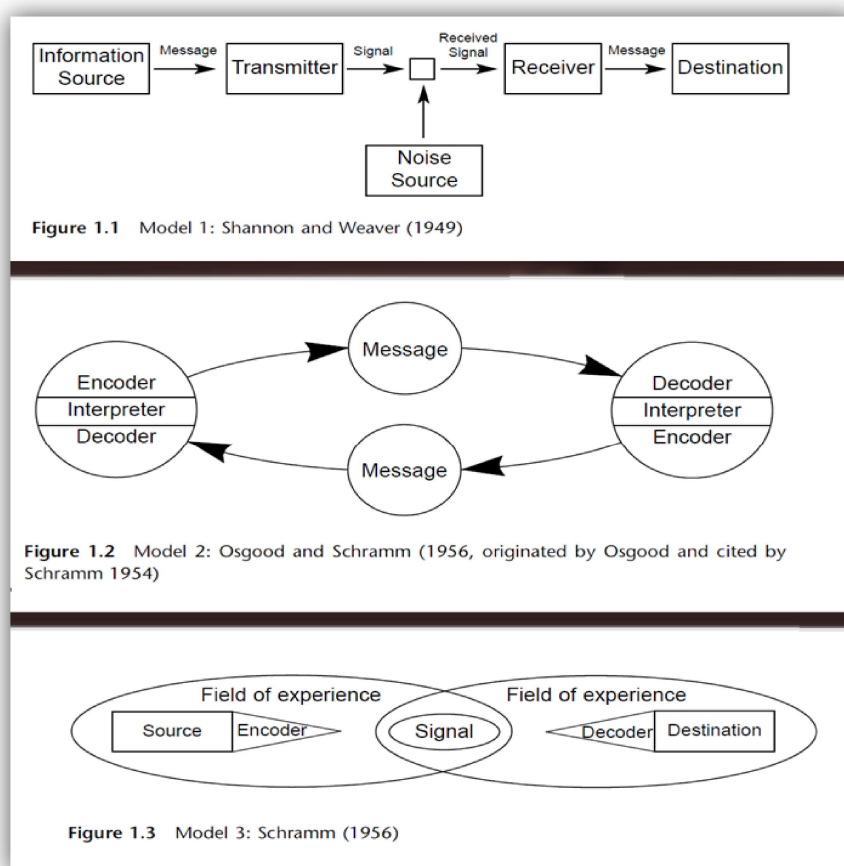 Information
Source
Message
Transmitter
Signal
Received
Signal
Receiver
Message
Destination
Noise
Source
Figure 1.1 Model 1: Shannon and Weaver (1949)
Encoder
Interpreter
Decoder
Message
Message
Decoder
Interpreter
Encoder
Figure 1.2 Model 2: Osgood and Schramm (1956, originated by Osgood and cited by
Schramm 1954)
Field of experience
Source
Encoder
Signal
Field of experience
Decoder
Destination
Figure 1.3 Model 3: Schramm (1956)